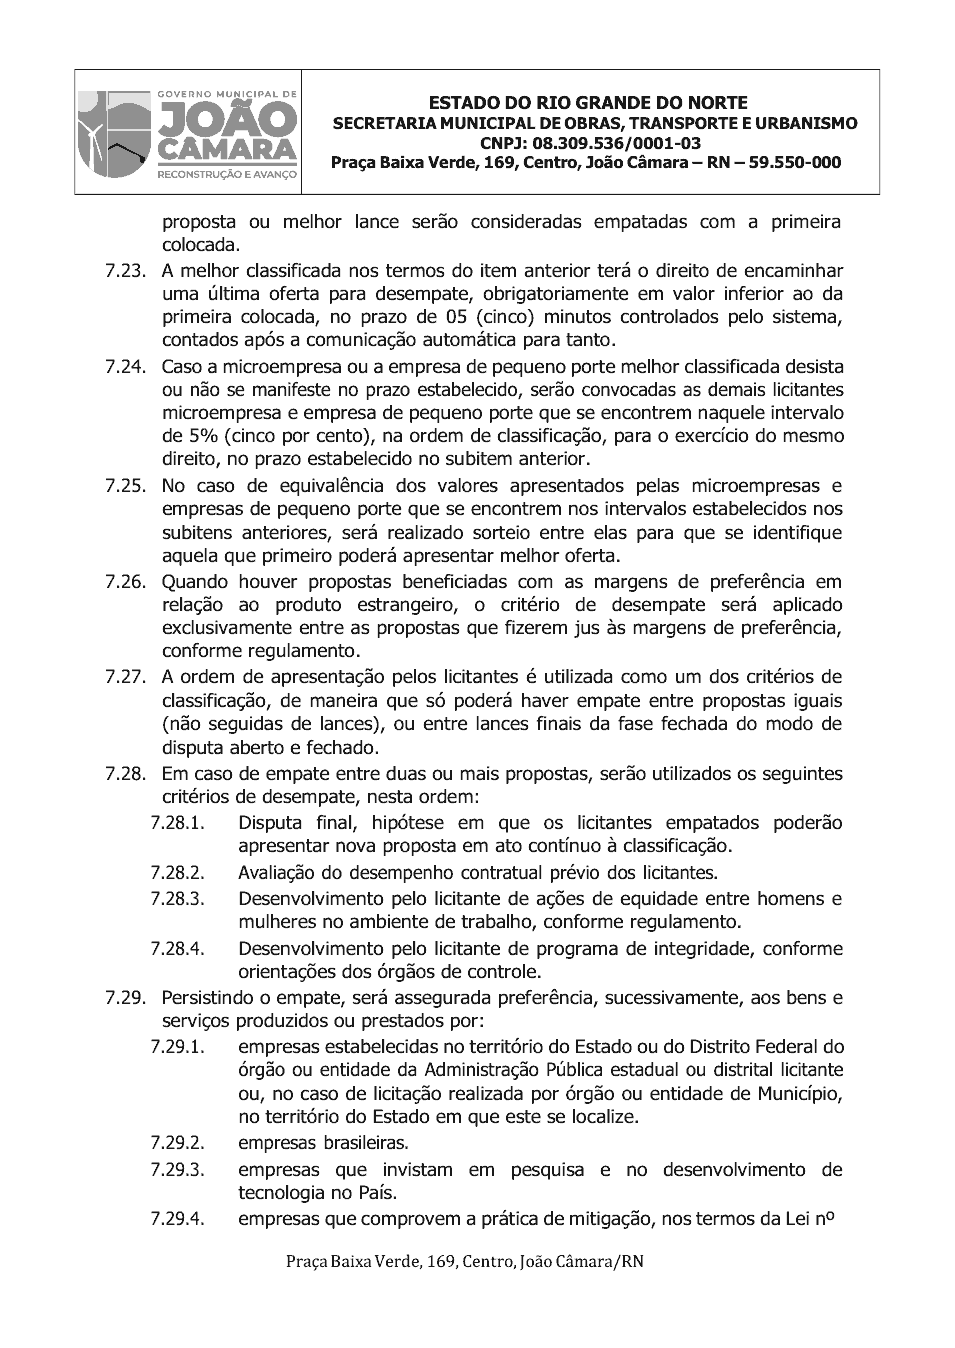 GOVERNO MUNICIPAL DE
JOÃO
CÂMARA
RECONSTRUÇÃO E AVANÇO
ESTADO DO RIO GRANDE DO NORTE
SECRETARIA MUNICIPAL DE OBRAS, TRANSPORTE E URBANISMO
CNPJ: 08.309.536/0001-03
Praça Baixa Verde, 169, Centro, João Câmara – RN – 59.550-000
proposta ou melhor lance serão consideradas empatadas com a primeira
colocada.
7.23. A melhor classificada nos termos do item anterior terá o direito de encaminhar
uma última oferta para desempate, obrigatoriamente em valor inferior ao da
primeira colocada, no prazo de 05 (cinco) minutos controlados pelo sistema,
contados após a comunicação automática para tanto.
7.24. Caso a microempresa ou a empresa de pequeno porte melhor classificada desista
ou não se manifeste no prazo estabelecido, serão convocadas as demais licitantes
microempresa e empresa de pequeno porte que se encontrem naquele intervalo
de 5% (cinco por cento), na ordem de classificação, para o exercício do mesmo
direito, no prazo estabelecido no subitem anterior.
7.25. No caso de equivalência dos valores apresentados pelas microempresas e
empresas de pequeno porte que se encontrem nos intervalos estabelecidos nos
subitens anteriores, será realizado sorteio entre elas para que se identifique
aquela que primeiro poderá apresentar melhor oferta.
7.26. Quando houver propostas beneficiadas com as margens de preferência em
relação ao produto estrangeiro, o critério de desempate será aplicado
exclusivamente entre as propostas que fizerem jus às margens de preferência,
conforme regulamento.
7.27. A ordem de apresentação pelos licitantes é utilizada como um dos critérios de
classificação, de maneira que só poderá haver empate entre propostas iguais
(não seguidas de lances), ou entre lances finais da fase fechada do modo de
disputa aberto e fechado.
7.28. Em caso de empate entre duas ou mais propostas, serão utilizados os seguintes
critérios de desempate, nesta ordem:
7.28.1. Disputa final, hipótese em que os licitantes empatados poderão
apresentar nova proposta em ato contínuo à classificação.
7.28.2. Avaliação do desempenho contratual prévio dos licitantes.
7.28.3. Desenvolvimento pelo licitante de ações de equidade entre homens e
mulheres no ambiente de trabalho, conforme regulamento.
7.28.4. Desenvolvimento pelo licitante de programa de integridade, conforme
orientações dos órgãos de controle.
7.29. Persistindo o empate, será assegurada preferência, sucessivamente, aos bens e
serviços produzidos ou prestados por:
7.29.1. empresas estabelecidas no território do Estado ou do Distrito Federal do
órgão ou entidade da Administração Pública estadual ou distrital licitante
ou, no caso de licitação realizada por órgão ou entidade de Município,
no território do Estado em que este se localize.
7.29.2. empresas brasileiras.
7.29.3. empresas que invistam em pesquisa e no desenvolvimento de
tecnologia no País.
7.29.4. empresas que comprovem a prática de mitigação, nos termos da Lei nº
Praça Baixa Verde, 169, Centro, João Câmara/RN